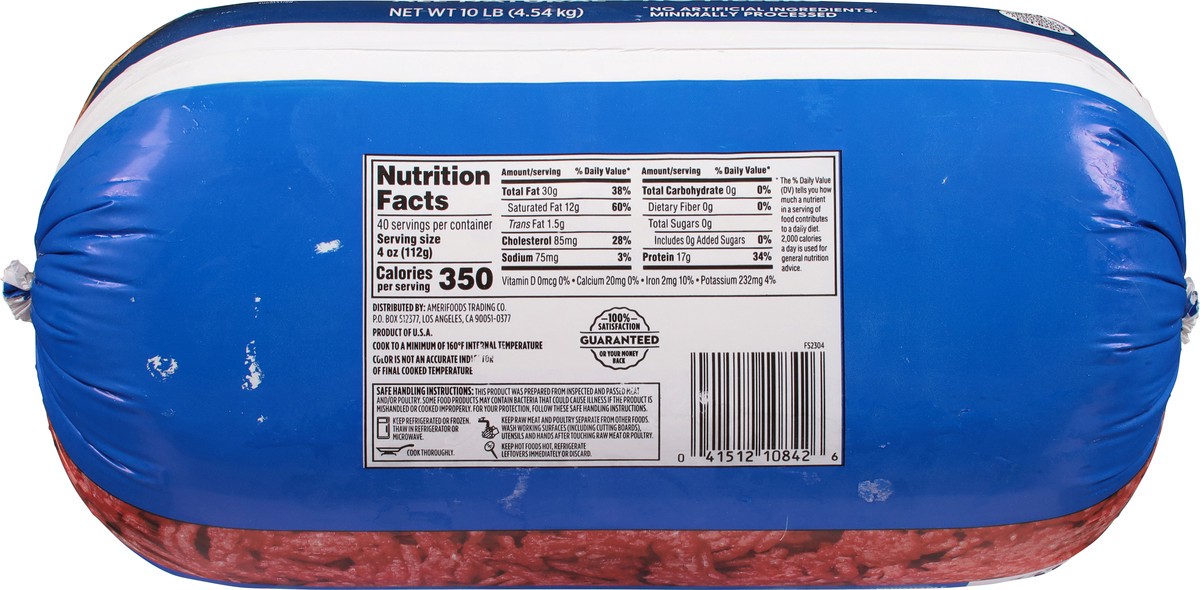 NET WT 10 LB (4.54 kg)
*NO ARTIFICIAL INGREDIENTS.
MINIMALLY PROCESSED
Nutrition
Facts
40 servings per container
Serving size
4 oz (112g)
Calories
per serving 350
Amount/serving % Daily Value*
Total Fat 30g 38%
Saturated Fat 12g 60%
Trans Fat 1.5g
Cholesterol 85mg 28%
Sodium 75mg 3%
Amount/serving % Daily Value*
Total Carbohydrate 0g 0%
Dietary Fiber 0g 0%
Total Sugars 0g
Includes 0g Added Sugars 0%
Protein 17g 34%
Vitamin D 0mcg 0% • Calcium 20mg 0% • Iron 2mg 10% • Potassium 232mg 4%
* The % Daily Value
(DV) tells you how
much a nutrient
in a serving of
food contributes
to a daily diet.
2,000 calories
a day is used for
general nutrition
advice.
DISTRIBUTED BY: AMERIFOODS TRADING CO.
P.O. BOX 512377, LOS ANGELES, CA 90051-0377
PRODUCT OF U.S.A.
COOK TO A MINIMUM OF 160°F INTERNAL TEMPERATURE
COLOR IS NOT AN ACCURATE INDICATOR
OF FINAL COOKED TEMPERATURE
100%
SATISFACTION
GUARANTEED
OR YOUR MONEY
BACK
SAFE HANDLING INSTRUCTIONS: THIS PRODUCT WAS PREPARED FROM INSPECTED AND PASSED MEAT
AND/OR POULTRY. SOME FOOD PRODUCTS MAY CONTAIN BACTERIA THAT COULD CAUSE ILLNESS IF THE PRODUCT IS
MISHANDLED OR COOKED IMPROPERLY. FOR YOUR PROTECTION, FOLLOW THESE SAFE HANDLING INSTRUCTIONS.
KEEP REFRIGERATED OR FROZEN.
THAW IN REFRIGERATOR OR
MICROWAVE.
COOK THOROUGHLY.
KEEP RAW MEAT AND POULTRY SEPARATE FROM OTHER FOODS.
WASH WORKING SURFACES (INCLUDING CUTTING BOARDS),
UTENSILS AND HANDS AFTER TOUCHING RAW MEAT OR POULTRY.
KEEP HOT FOODS HOT, REFRIGERATE
LEFTOVERS IMMEDIATELY OR DISCARD.
FS2304
0 41512 10842 6